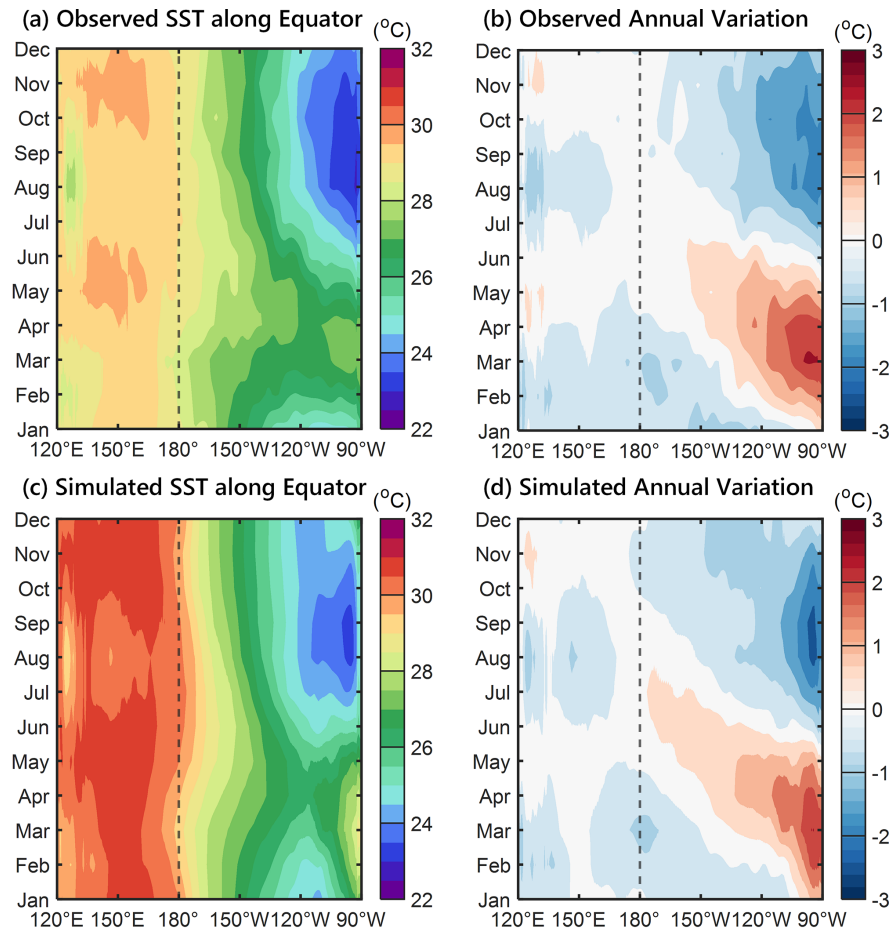 (a) Observed SST along Equator
(°C)
32
30
28
26
24
22
Dec
Nov
Oct
Sep
Aug
Jul
Jun
May
Apr
Mar
Feb
Jan
120°E 150°E 180° 150°W 120°W 90°W
(b) Observed Annual Variation
(°C)
3
2
1
0
-1
-2
-3
Dec
Nov
Oct
Sep
Aug
Jul
Jun
May
Apr
Mar
Feb
Jan
120°E 150°E 180° 150°W 120°W 90°W
(c) Simulated SST along Equator
(°C)
32
30
28
26
24
22
Dec
Nov
Oct
Sep
Aug
Jul
Jun
May
Apr
Mar
Feb
Jan
120°E 150°E 180° 150°W 120°W 90°W
(d) Simulated Annual Variation
(°C)
3
2
1
0
-1
-2
-3
Dec
Nov
Oct
Sep
Aug
Jul
Jun
May
Apr
Mar
Feb
Jan
120°E 150°E 180° 150°W 120°W 90°W